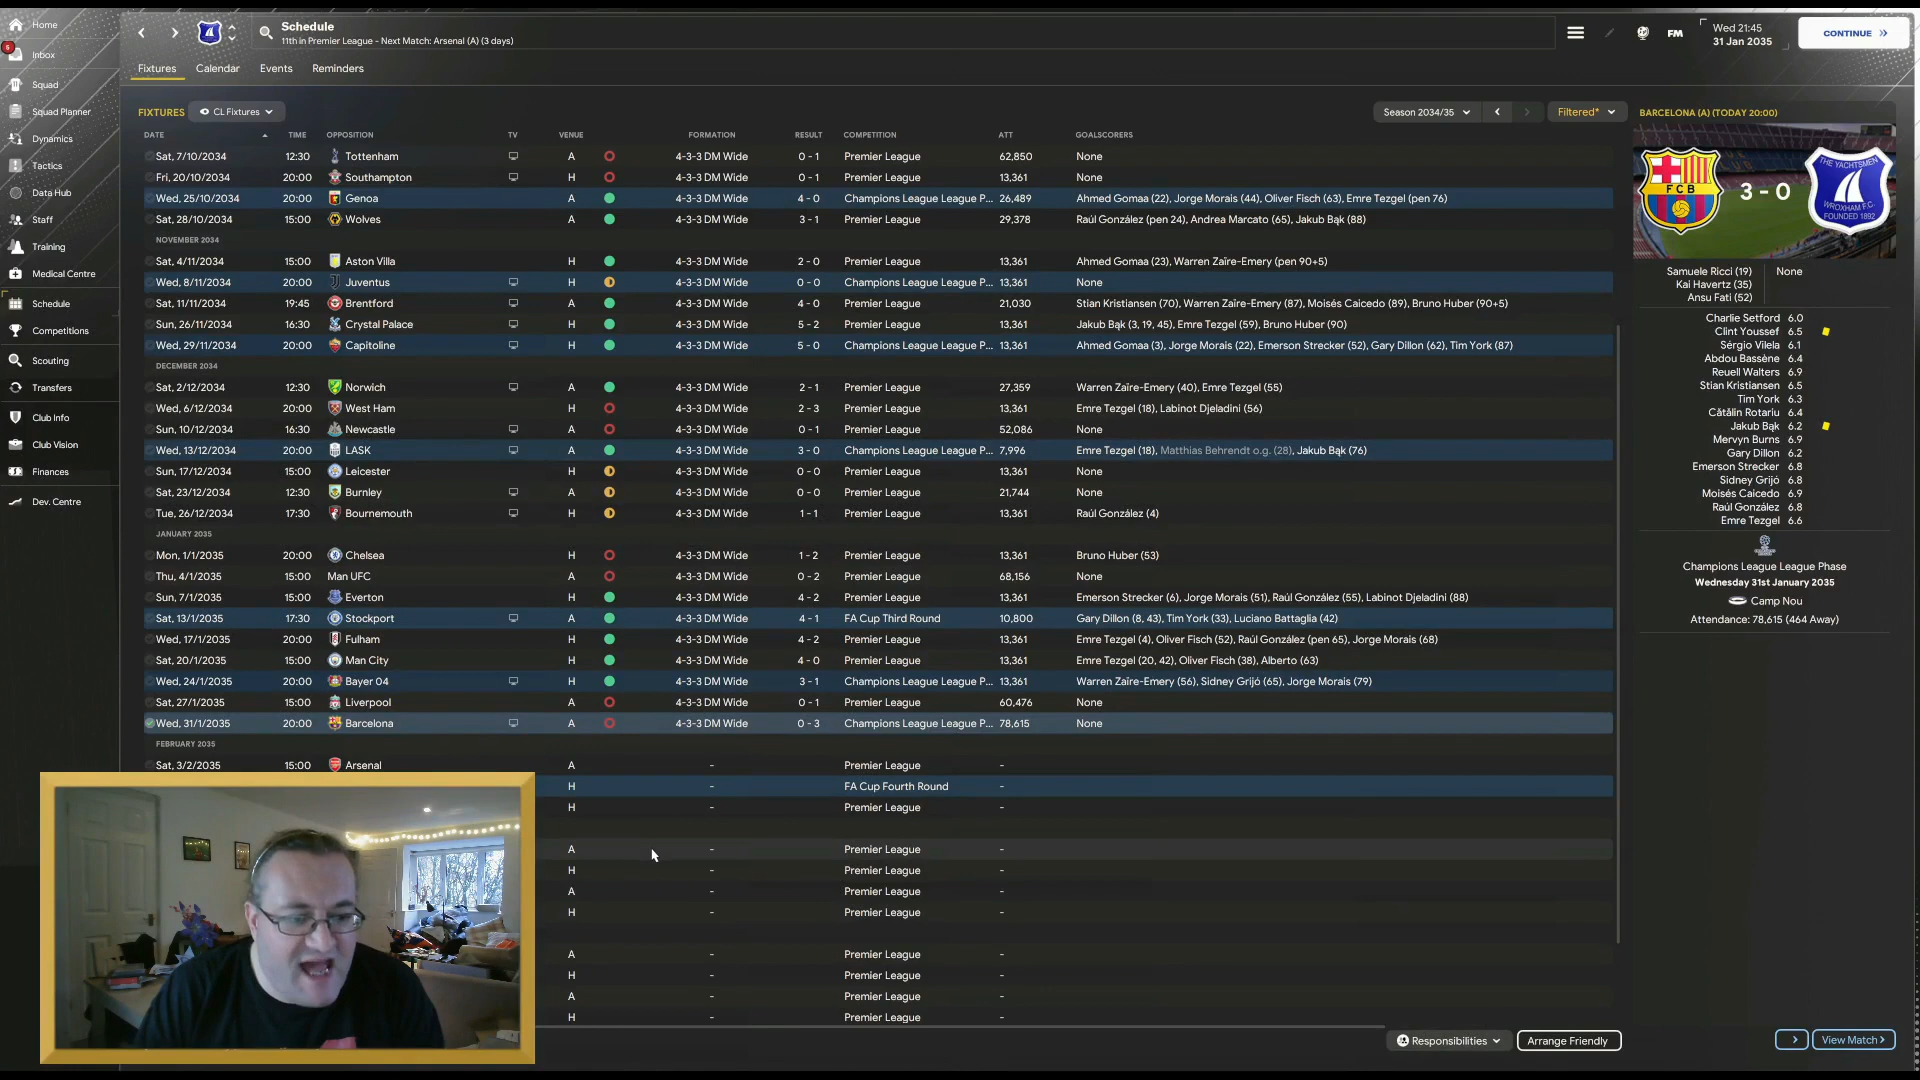 Home
Schedule
11th in Premier League - Next Match: Arsenal (A) (3 days)
FM
Wed 21:45
31 Jan 2035
CONTINUE
5
Inbox
Fixtures Calendar Events Reminders
Squad
Squad Planner
Dynamics
Tactics
Data Hub
Staff
Training
Medical Centre
Schedule
Competitions
Scouting
Transfers
Club Info
Club Vision
Finances
Dev. Centre
FIXTURES CL Fixtures Season 2034/35 Filtered*
DATE TIME OPPOSITION TV VENUE FORMATION RESULT COMPETITION ATT GOALSCORERS
Sat, 7/10/2034 12:30 Tottenham A 4-3-3 DM Wide 0 - 1 Premier League 62,850 None
Fri, 20/10/2034 20:00 Southampton H 4-3-3 DM Wide 0 - 1 Premier League 13,361 None
Wed, 25/10/2034 20:00 Genoa A 4-3-3 DM Wide 4 - 0 Champions League League P... 26,489 Ahmed Gomaa (22), Jorge Morais (44), Oliver Fisch (63), Emre Tezgel (pen 76)
Sat, 28/10/2034 15:00 Wolves A 4-3-3 DM Wide 3 - 1 Premier League 29,378 Raúl González (pen 24), Andrea Marcato (65), Jakub Bąk (88)
NOVEMBER 2034
Sat, 4/11/2034 15:00 Aston Villa H 4-3-3 DM Wide 2 - 0 Premier League 13,361 Ahmed Gomaa (23), Warren Zaïre-Emery (pen 90+5)
Wed, 8/11/2034 20:00 Juventus H 4-3-3 DM Wide 0 - 0 Champions League League P... 13,361 None
Sat, 11/11/2034 19:45 Brentford A 4-3-3 DM Wide 4 - 0 Premier League 21,030 Stian Kristiansen (70), Warren Zaïre-Emery (87), Moisés Caicedo (89), Bruno Huber (90+5)
Sun, 26/11/2034 16:30 Crystal Palace H 4-3-3 DM Wide 5 - 2 Premier League 13,361 Jakub Bąk (3, 19, 45), Emre Tezgel (59), Bruno Huber (90)
Wed, 29/11/2034 20:00 Capitoline H 4-3-3 DM Wide 5 - 0 Champions League League P... 13,361 Ahmed Gomaa (3), Jorge Morais (22), Emerson Strecker (52), Gary Dillon (62), Tim York (87)
DECEMBER 2034
Sat, 2/12/2034 12:30 Norwich A 4-3-3 DM Wide 2 - 1 Premier League 27,359 Warren Zaïre-Emery (40), Emre Tezgel (55)
Wed, 6/12/2034 20:00 West Ham H 4-3-3 DM Wide 2 - 3 Premier League 13,361 Emre Tezgel (18), Labinot Djeladini (56)
Sun, 10/12/2034 16:30 Newcastle A 4-3-3 DM Wide 0 - 1 Premier League 52,086 None
Wed, 13/12/2034 20:00 LASK A 4-3-3 DM Wide 3 - 0 Champions League League P... 7,996 Emre Tezgel (18), Matthias Behrendt o.g. (28), Jakub Bąk (76)
Sun, 17/12/2034 15:00 Leicester H 4-3-3 DM Wide 0 - 0 Premier League 13,361 None
Sat, 23/12/2034 12:30 Burnley A 4-3-3 DM Wide 0 - 0 Premier League 21,744 None
Tue, 26/12/2034 17:30 Bournemouth H 4-3-3 DM Wide 1 - 1 Premier League 13,361 Raúl González (4)
JANUARY 2035
Mon, 1/1/2035 20:00 Chelsea H 4-3-3 DM Wide 1 - 2 Premier League 13,361 Bruno Huber (53)
Thu, 4/1/2035 15:00 Man UFC A 4-3-3 DM Wide 0 - 2 Premier League 68,156 None
Sun, 7/1/2035 15:00 Everton H 4-3-3 DM Wide 4 - 2 Premier League 13,361 Emerson Strecker (6), Jorge Morais (51), Raúl González (55), Labinot Djeladini (88)
Sat, 13/1/2035 17:30 Stockport A 4-3-3 DM Wide 4 - 1 FA Cup Third Round 10,800 Gary Dillon (8, 43), Tim York (33), Luciano Battaglia (42)
Wed, 17/1/2035 20:00 Fulham H 4-3-3 DM Wide 4 - 2 Premier League 13,361 Emre Tezgel (4), Oliver Fisch (52), Raúl González (pen 65), Jorge Morais (68)
Sat, 20/1/2035 15:00 Man City H 4-3-3 DM Wide 4 - 0 Premier League 13,361 Emre Tezgel (20, 42), Oliver Fisch (38), Alberto (63)
Wed, 24/1/2035 20:00 Bayer 04 H 4-3-3 DM Wide 3 - 1 Champions League League P... 13,361 Warren Zaïre-Emery (56), Sidney Grijó (65), Jorge Morais (79)
Sat, 27/1/2035 15:00 Liverpool A 4-3-3 DM Wide 0 - 1 Premier League 60,476 None
Wed, 31/1/2035 20:00 Barcelona A 4-3-3 DM Wide 0 - 3 Champions League League P... 78,615 None
FEBRUARY 2035
Sat, 3/2/2035 15:00 Arsenal A - Premier League -
H - FA Cup Fourth Round -
H - Premier League -
A - Premier League -
H - Premier League -
A - Premier League -
H - Premier League -
A - Premier League -
H - Premier League -
A - Premier League -
H - Premier League -
Responsibilities Arrange Friendly
BARCELONA (A) (TODAY 20:00)
FCB 3 - 0 THE YACHTSMEN WROXHAM F.C. FOUNDED 1892
Samuele Ricci (19) None
Kai Havertz (35)
Ansu Fati (52)
Charlie Setford 6.0
Clint Youssef 6.5
Sérgio Vilela 6.1
Abdou Bassène 6.4
Reuell Walters 6.9
Stian Kristiansen 6.5
Tim York 6.3
Cătălin Rotariu 6.4
Jakub Bąk 6.2
Mervyn Burns 6.9
Gary Dillon 6.2
Emerson Strecker 6.8
Sidney Grijó 6.8
Moisés Caicedo 6.9
Raúl González 6.8
Emre Tezgel 6.6
Champions League League Phase
Wednesday 31st January 2035
Camp Nou
Attendance: 78,615 (464 Away)
View Match